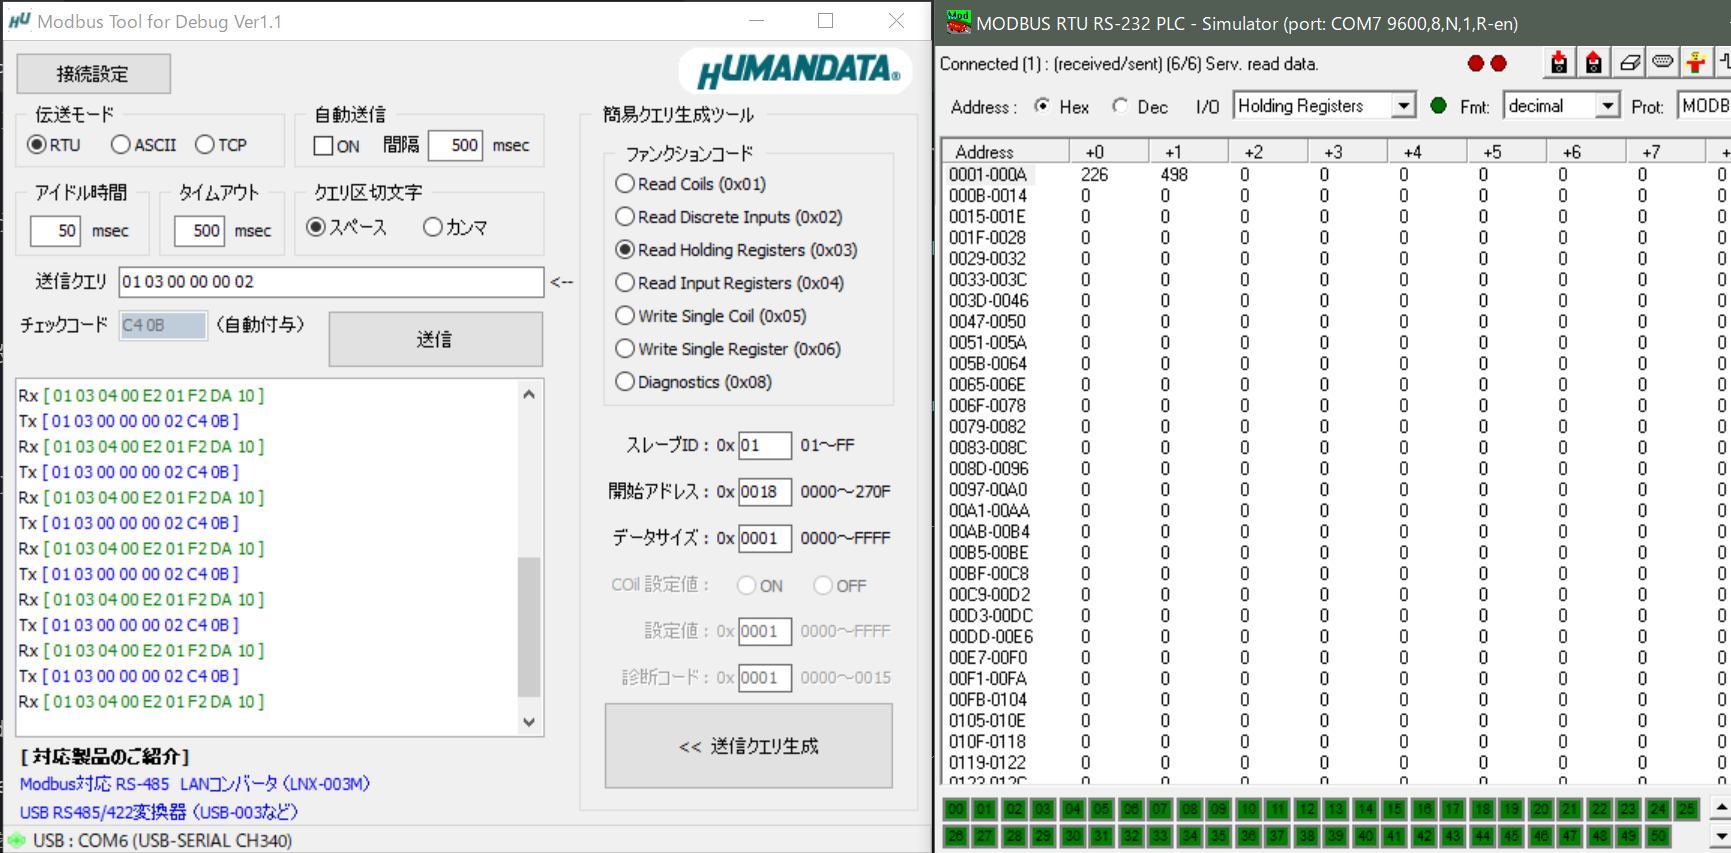 Modbus Tool for Debug Ver1.1
接続設定
HUMANDATA®
伝送モード
RTU ASCII TCP
自動送信
ON 間隔 500 msec
アイドル時間
50 msec
タイムアウト
500 msec
クエリ区切文字
スペース カンマ
送信クエリ 01 03 00 00 00 02 <--
チェックコード C4 0B （自動付与）
送信
Rx [ 01 03 04 00 E2 01 F2 DA 10 ]
Tx [ 01 03 00 00 00 02 C4 0B ]
Rx [ 01 03 04 00 E2 01 F2 DA 10 ]
Tx [ 01 03 00 00 00 02 C4 0B ]
Rx [ 01 03 04 00 E2 01 F2 DA 10 ]
Tx [ 01 03 00 00 00 02 C4 0B ]
Rx [ 01 03 04 00 E2 01 F2 DA 10 ]
Tx [ 01 03 00 00 00 02 C4 0B ]
Rx [ 01 03 04 00 E2 01 F2 DA 10 ]
Tx [ 01 03 00 00 00 02 C4 0B ]
Rx [ 01 03 04 00 E2 01 F2 DA 10 ]
Tx [ 01 03 00 00 00 02 C4 0B ]
Rx [ 01 03 04 00 E2 01 F2 DA 10 ]
[ 対応製品のご紹介]
Modbus対応 RS-485 LANコンバータ（LNX-003M）
USB RS485/422変換器（USB-003など）
USB : COM6 (USB-SERIAL CH340)
簡易クエリ生成ツール
ファンクションコード
Read Coils (0x01)
Read Discrete Inputs (0x02)
Read Holding Registers (0x03)
Read Input Registers (0x04)
Write Single Coil (0x05)
Write Single Register (0x06)
Diagnostics (0x08)
スレーブID : 0x 01 01～FF
開始アドレス : 0x 0018 0000～270F
データサイズ : 0x 0001 0000～FFFF
COil 設定値 : ON OFF
設定値 : 0x 0001 0000～FFFF
診断コード : 0x 0001 0000～0015
<< 送信クエリ生成
MODBUS RTU RS-232 PLC - Simulator (port: COM7 9600,8,N,1,R-en)
Connected (1) : (received/sent) (6/6) Serv. read data.
Address : Hex Dec I/O Holding Registers Fmt: decimal Prot: MODB
Address +0 +1 +2 +3 +4 +5 +6 +7 +
0001-000A 226 498 0 0 0 0 0 0 0
000B-0014 0 0 0 0 0 0 0 0 0
0015-001E 0 0 0 0 0 0 0 0 0
001F-0028 0 0 0 0 0 0 0 0 0
0029-0032 0 0 0 0 0 0 0 0 0
0033-003C 0 0 0 0 0 0 0 0 0
003D-0046 0 0 0 0 0 0 0 0 0
0047-0050 0 0 0 0 0 0 0 0 0
0051-005A 0 0 0 0 0 0 0 0 0
005B-0064 0 0 0 0 0 0 0 0 0
0065-006E 0 0 0 0 0 0 0 0 0
006F-0078 0 0 0 0 0 0 0 0 0
0079-0082 0 0 0 0 0 0 0 0 0
0083-008C 0 0 0 0 0 0 0 0 0
008D-0096 0 0 0 0 0 0 0 0 0
0097-00A0 0 0 0 0 0 0 0 0 0
00A1-00AA 0 0 0 0 0 0 0 0 0
00AB-00B4 0 0 0 0 0 0 0 0 0
00B5-00BE 0 0 0 0 0 0 0 0 0
00BF-00C8 0 0 0 0 0 0 0 0 0
00C9-00D2 0 0 0 0 0 0 0 0 0
00D3-00DC 0 0 0 0 0 0 0 0 0
00DD-00E6 0 0 0 0 0 0 0 0 0
00E7-00F0 0 0 0 0 0 0 0 0 0
00F1-00FA 0 0 0 0 0 0 0 0 0
00FB-0104 0 0 0 0 0 0 0 0 0
0105-010E 0 0 0 0 0 0 0 0 0
010F-0118 0 0 0 0 0 0 0 0 0
0119-0122 0 0 0 0 0 0 0 0 0
00 01 02 03 04 05 06 07 08 09 10 11 12 13 14 15 16 17 18 19 20 21 22 23 24 25
26 27 28 29 30 31 32 33 34 35 36 37 38 39 40 41 42 43 44 45 46 47 48 49 50